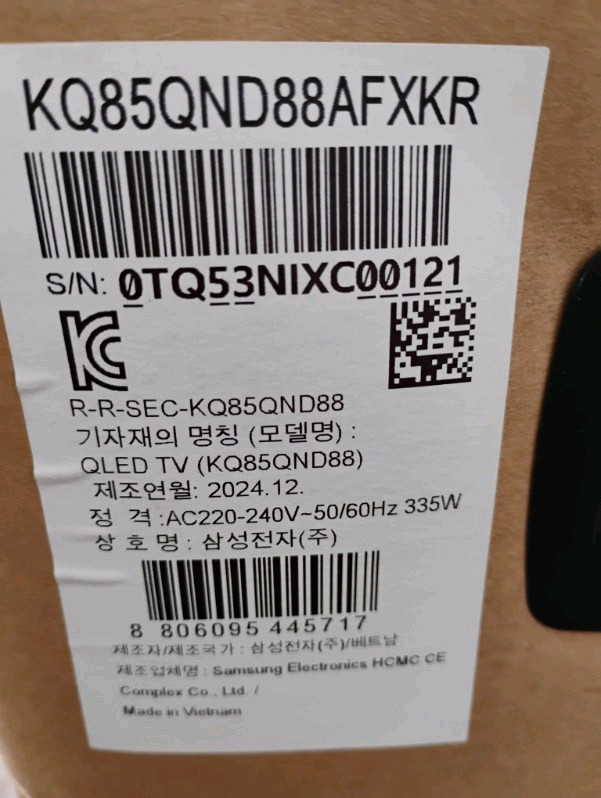 KQ85QND88AFXKR
S/N: 0TQ53NIXC00121
R-R-SEC-KQ85QND88
기자재의 명칭 (모델명) :
QLED TV (KQ85QND88)
제조연월: 2024.12.
정 격 :AC220-240V~50/60Hz 335W
상 호 명 : 삼성전자(주)
8 806095 445717
제조자/제조국가 : 삼성전자(주)/베트남
제조업체명 : Samsung Electronics HCMC CE
Complex Co., Ltd. /
Made in Vietnam